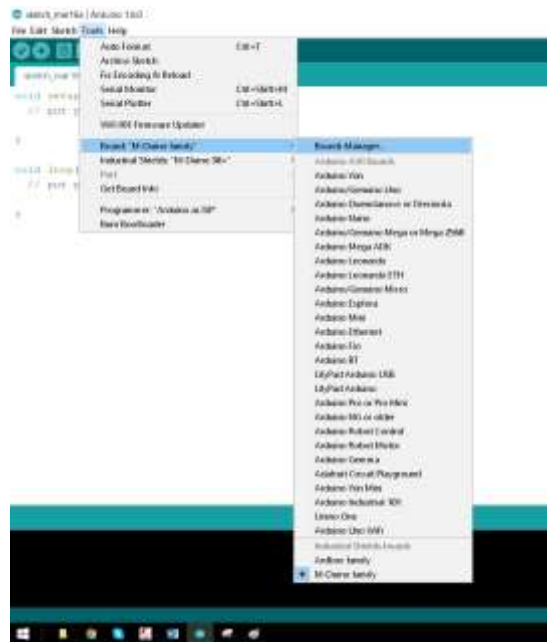 File Edit Sketch Tools Help
Auto Format Ctrl+T
Archive Sketch
Fix Encoding & Reload
Serial Monitor Ctrl+Shift+M
Serial Plotter Ctrl+Shift+L
WiFi101 Firmware Updater
Board: "M-Duino family"
Industrial Shields: "M-Duino
Port
Get Board Info
Programmer: "Arduino as ISP"
Burn Bootloader
void setup
// put
void loop
// put
Boards Manager...
Arduino AVR Boards
Arduino Yún
Arduino/Genuino Uno
Arduino Duemilanove or Diecimila
Arduino Nano
Arduino/Genuino Mega or Mega 2560
Arduino Mega ADK
Arduino Leonardo
Arduino Leonardo ETH
Arduino/Genuino Micro
Arduino Esplora
Arduino Mini
Arduino Ethernet
Arduino Fio
Arduino BT
LilyPad Arduino USB
LilyPad Arduino
Arduino Pro or Pro Mini
Arduino NG or older
Arduino Robot Control
Arduino Robot Motor
Arduino Gemma
Adafruit Circuit Playground
Arduino Yún Mini
Arduino Industrial 101
Linino One
Arduino Uno WiFi
Industrial Shields boards
Ardbox family
M-Duino family